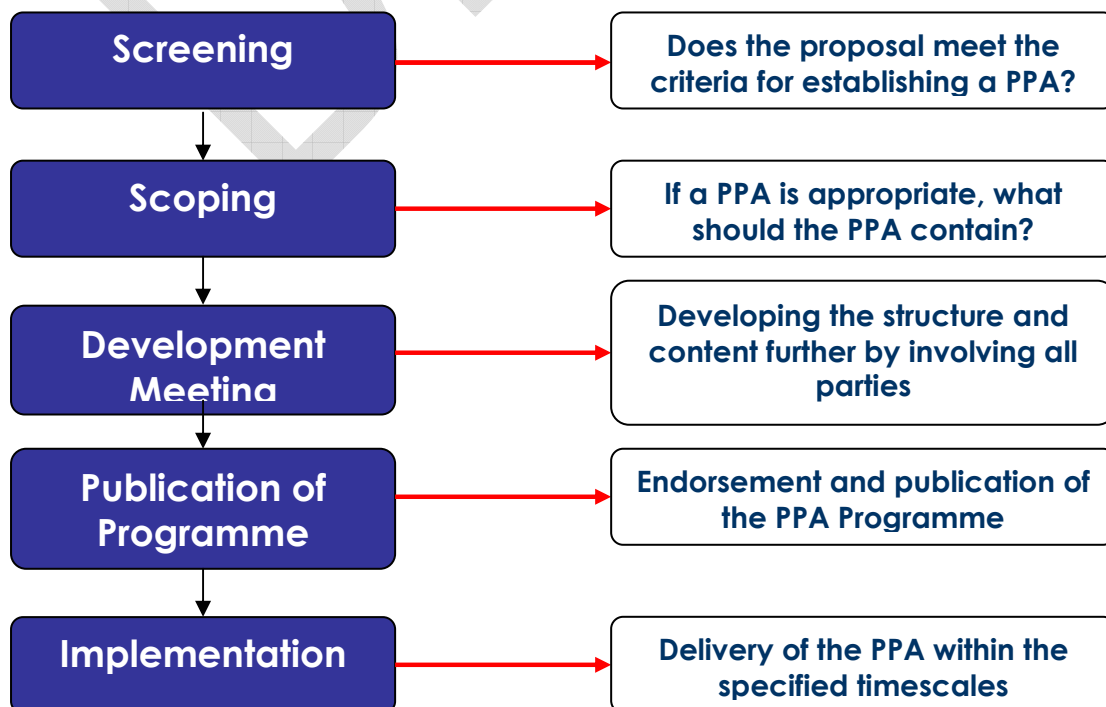 Screening
Does the proposal meet the
criteria for establishing a PPA?
Scoping
If a PPA is appropriate, what
should the PPA contain?
Development
Meeting
Developing the structure and
content further by involving all
parties
Publication of
Programme
Endorsement and publication of
the PPA Programme
Implementation
Delivery of the PPA within the
specified timescales